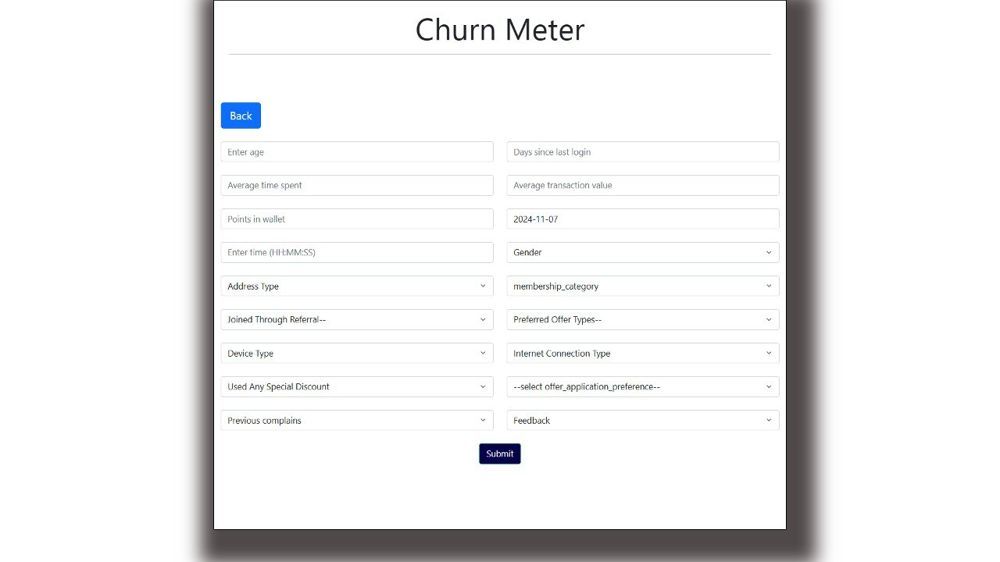 Churn Meter
Back
Enter age
Days since last login
Average time spent
Average transaction value
Points in wallet
2024-11-07
Enter time (HH:MM:SS)
Gender
Address Type
membership_category
Joined Through Referral--
Preferred Offer Types--
Device Type
Internet Connection Type
Used Any Special Discount
--select offer_application_preference--
Previous complains
Feedback
Submit